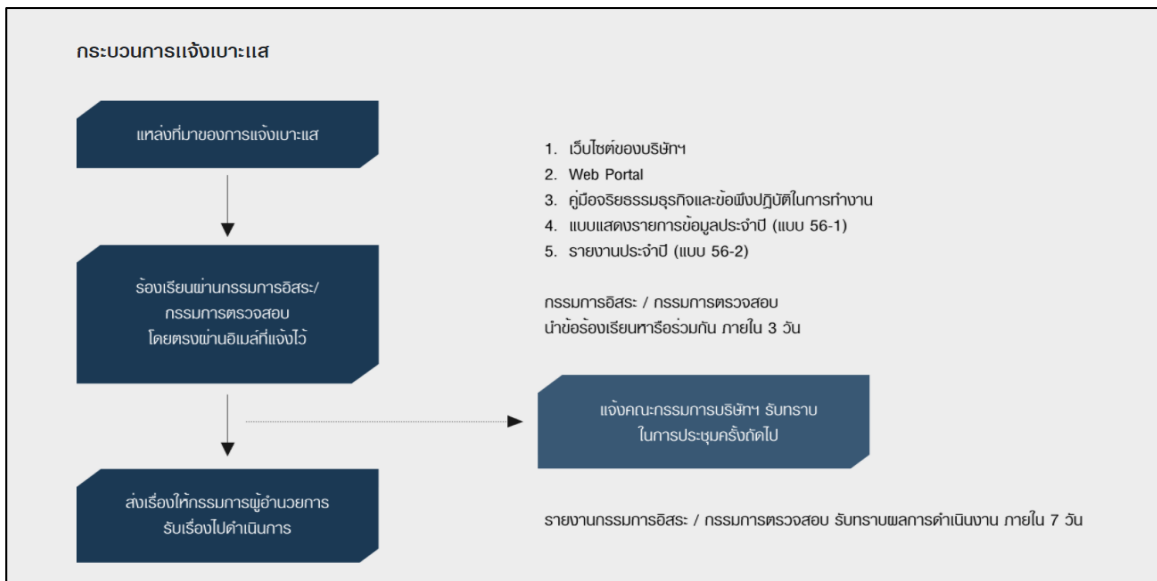 กระบวนการแจ้งเบาะแส
แหล่งที่มาของการแจ้งเบาะแส
1. เว็บไซต์ของบริษัทฯ
2. Web Portal
3. คู่มือจริยธรรมธุรกิจและข้อพึงปฏิบัติในการทำงาน
4. แบบแสดงรายการข้อมูลประจำปี (แบบ 56-1)
5. รายงานประจำปี (แบบ 56-2)
ร้องเรียนผ่านกรรมการอิสระ/
กรรมการตรวจสอบ
โดยตรงผ่านอีเมล์ที่แจ้งไว้
กรรมการอิสระ / กรรมการตรวจสอบ
นำข้อร้องเรียนหารือร่วมกัน ภายใน 3 วัน
แจ้งคณะกรรมการบริษัทฯ รับทราบ
ในการประชุมครั้งถัดไป
ส่งเรื่องให้กรรมการผู้อำนวยการ
รับเรื่องไปดำเนินการ
รายงานกรรมการอิสระ / กรรมการตรวจสอบ รับทราบผลการดำเนินงาน ภายใน 7 วัน